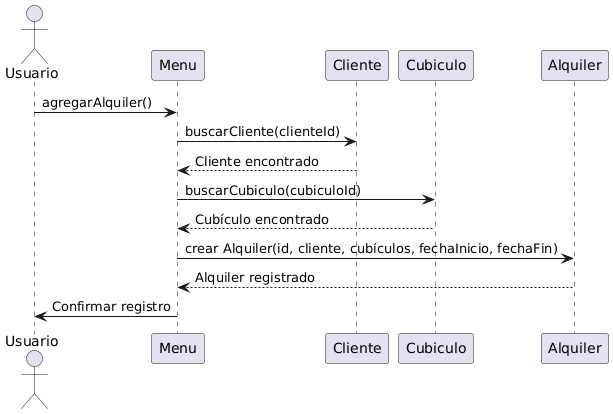 Usuario
Menu
Cliente
Cubiculo
Alquiler
agregarAlquiler()
buscarCliente(clienteId)
Cliente encontrado
buscarCubiculo(cubiculoId)
Cubículo encontrado
crear Alquiler(id, cliente, cubículos, fechaInicio, fechaFin)
Alquiler registrado
Confirmar registro
Usuario
Menu
Cliente
Cubiculo
Alquiler